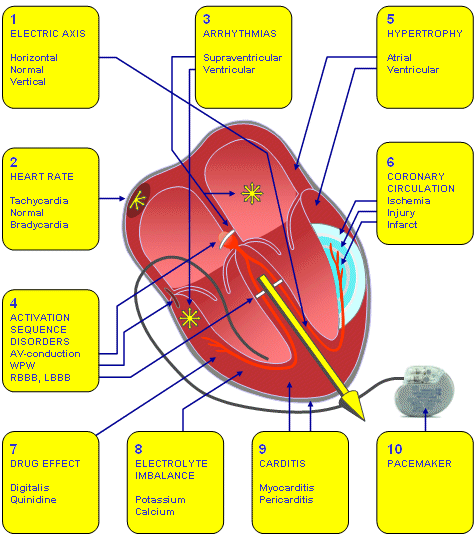 1
ELECTRIC AXIS
Horizontal
Normal
Vertical
2
HEART RATE
Tachycardia
Normal
Bradycardia
3
ARRHYTHMIAS
Supraventricular
Ventricular
4
ACTIVATION
SEQUENCE
DISORDERS
AV-conduction
WPW
RBBB, LBBB
5
HYPERTROPHY
Atrial
Ventricular
6
CORONARY
CIRCULATION
Ischemia
Injury
Infarct
7
DRUG EFFECT
Digitalis
Quinidine
8
ELECTROLYTE
IMBALANCE
Potassium
Calcium
9
CARDITIS
Myocarditis
Pericarditis
10
PACEMAKER